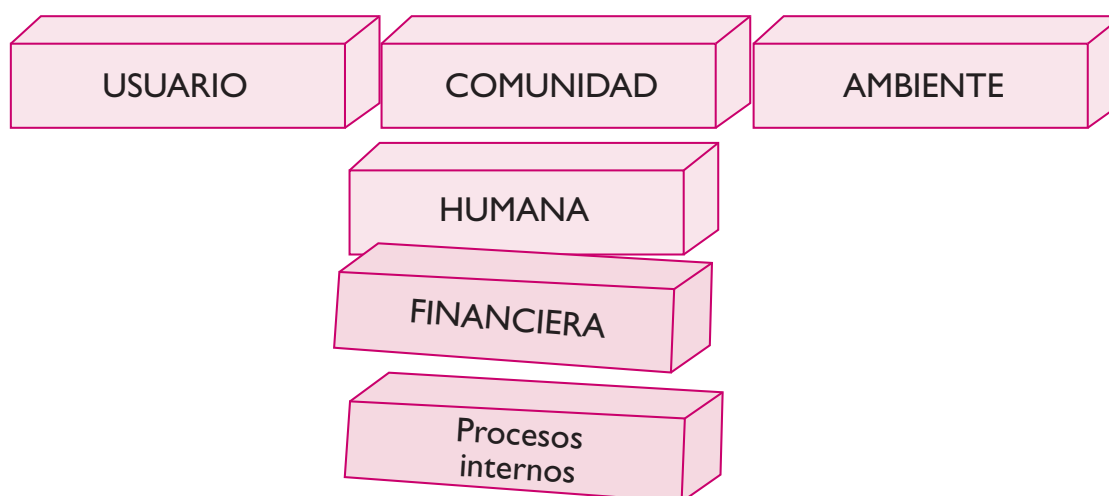 USUARIO
COMUNIDAD
AMBIENTE
HUMANA
FINANCIERA
Procesos
internos